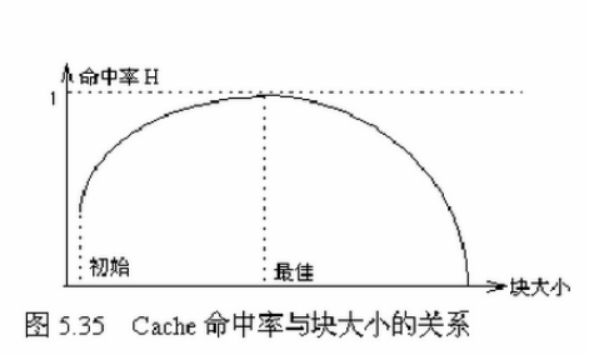 命中率 H
1
初始
最佳
块大小
图 5.35 Cache 命中率与块大小的关系